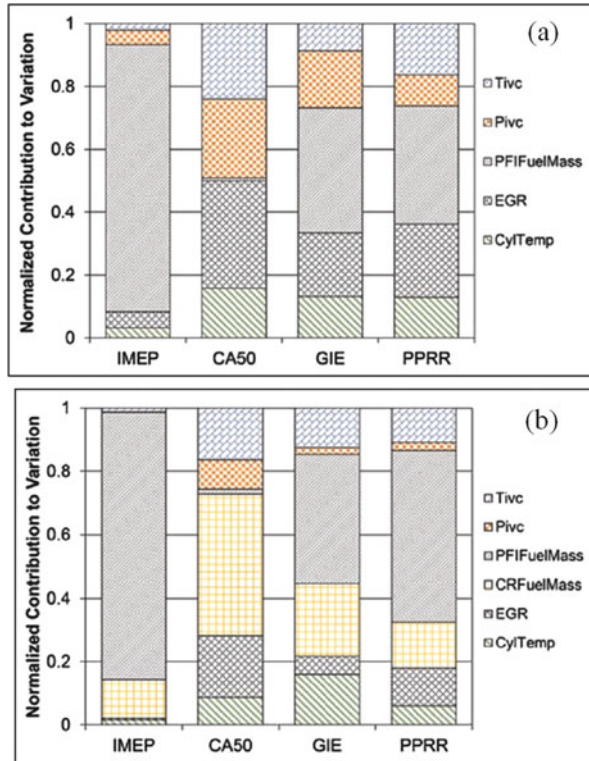 (a)
Normalized Contribution to Variation
1
0.8
0.6
0.4
0.2
0
IMEP CA50 GIE PPRR
Tivc
Pivc
PFIFuelMass
EGR
CylTemp
(b)
Normalized Contribution to Variation
1
0.8
0.6
0.4
0.2
0
IMEP CA50 GIE PPRR
Tivc
Pivc
PFIFuelMass
CRFuelMass
EGR
CylTemp